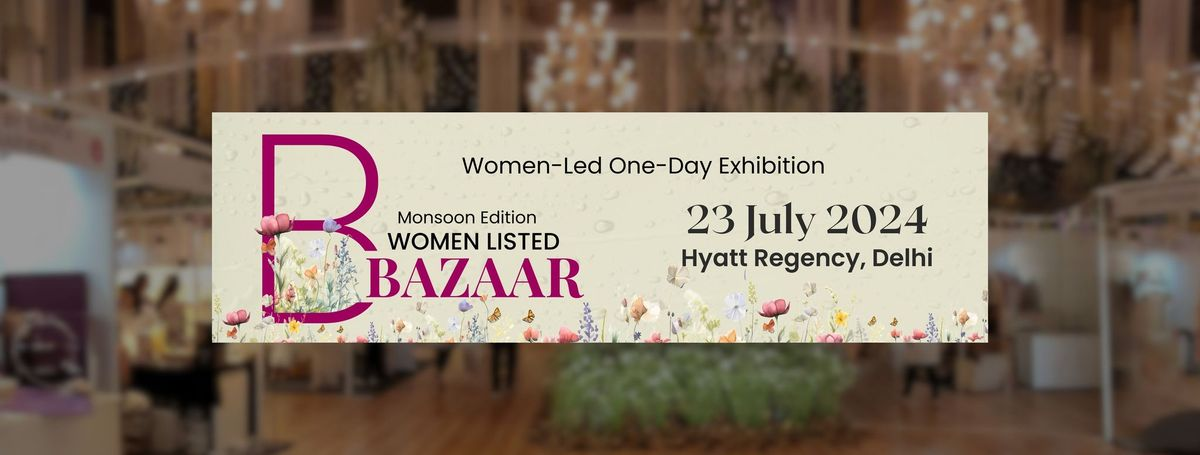 B
Monsoon Edition
WOMEN LISTED
BAZAAR
Women-Led One-Day Exhibition
23 July 2024
Hyatt Regency, Delhi